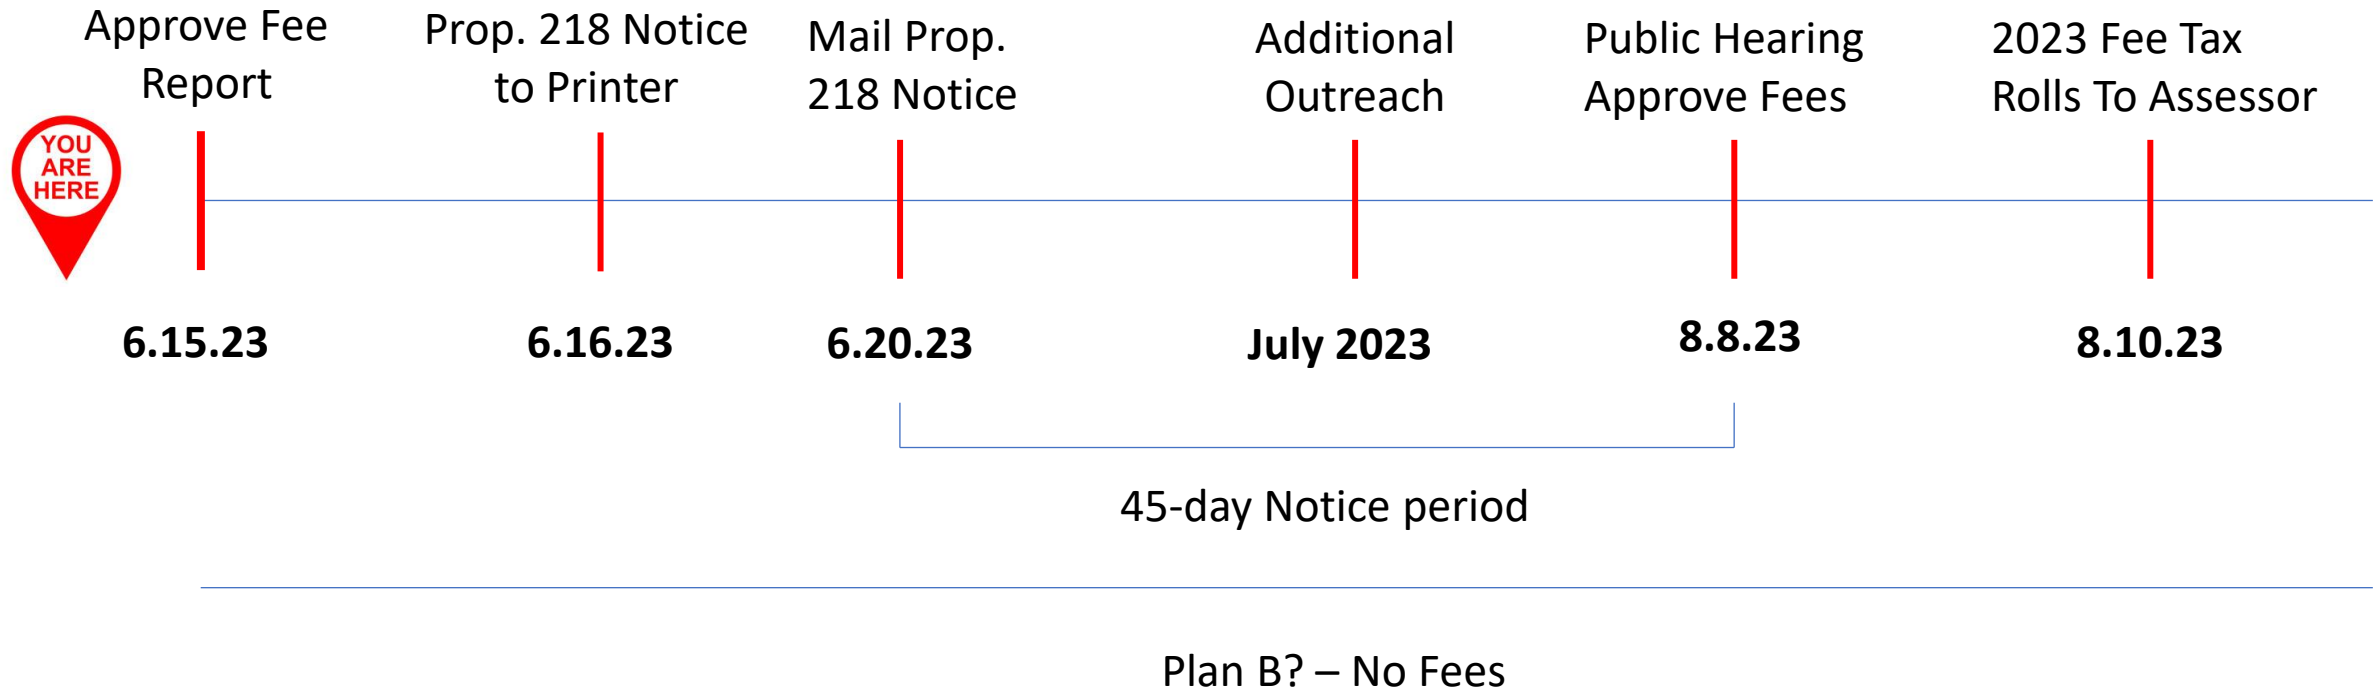 Approve Fee
Report
Prop. 218 Notice
to Printer
Mail Prop.
218 Notice
Additional
Outreach
Public Hearing
Approve Fees
2023 Fee Tax
Rolls To Assessor
YOU
ARE
HERE
6.15.23
6.16.23
6.20.23
July 2023
8.8.23
8.10.23
45-day Notice period
Plan B? – No Fees